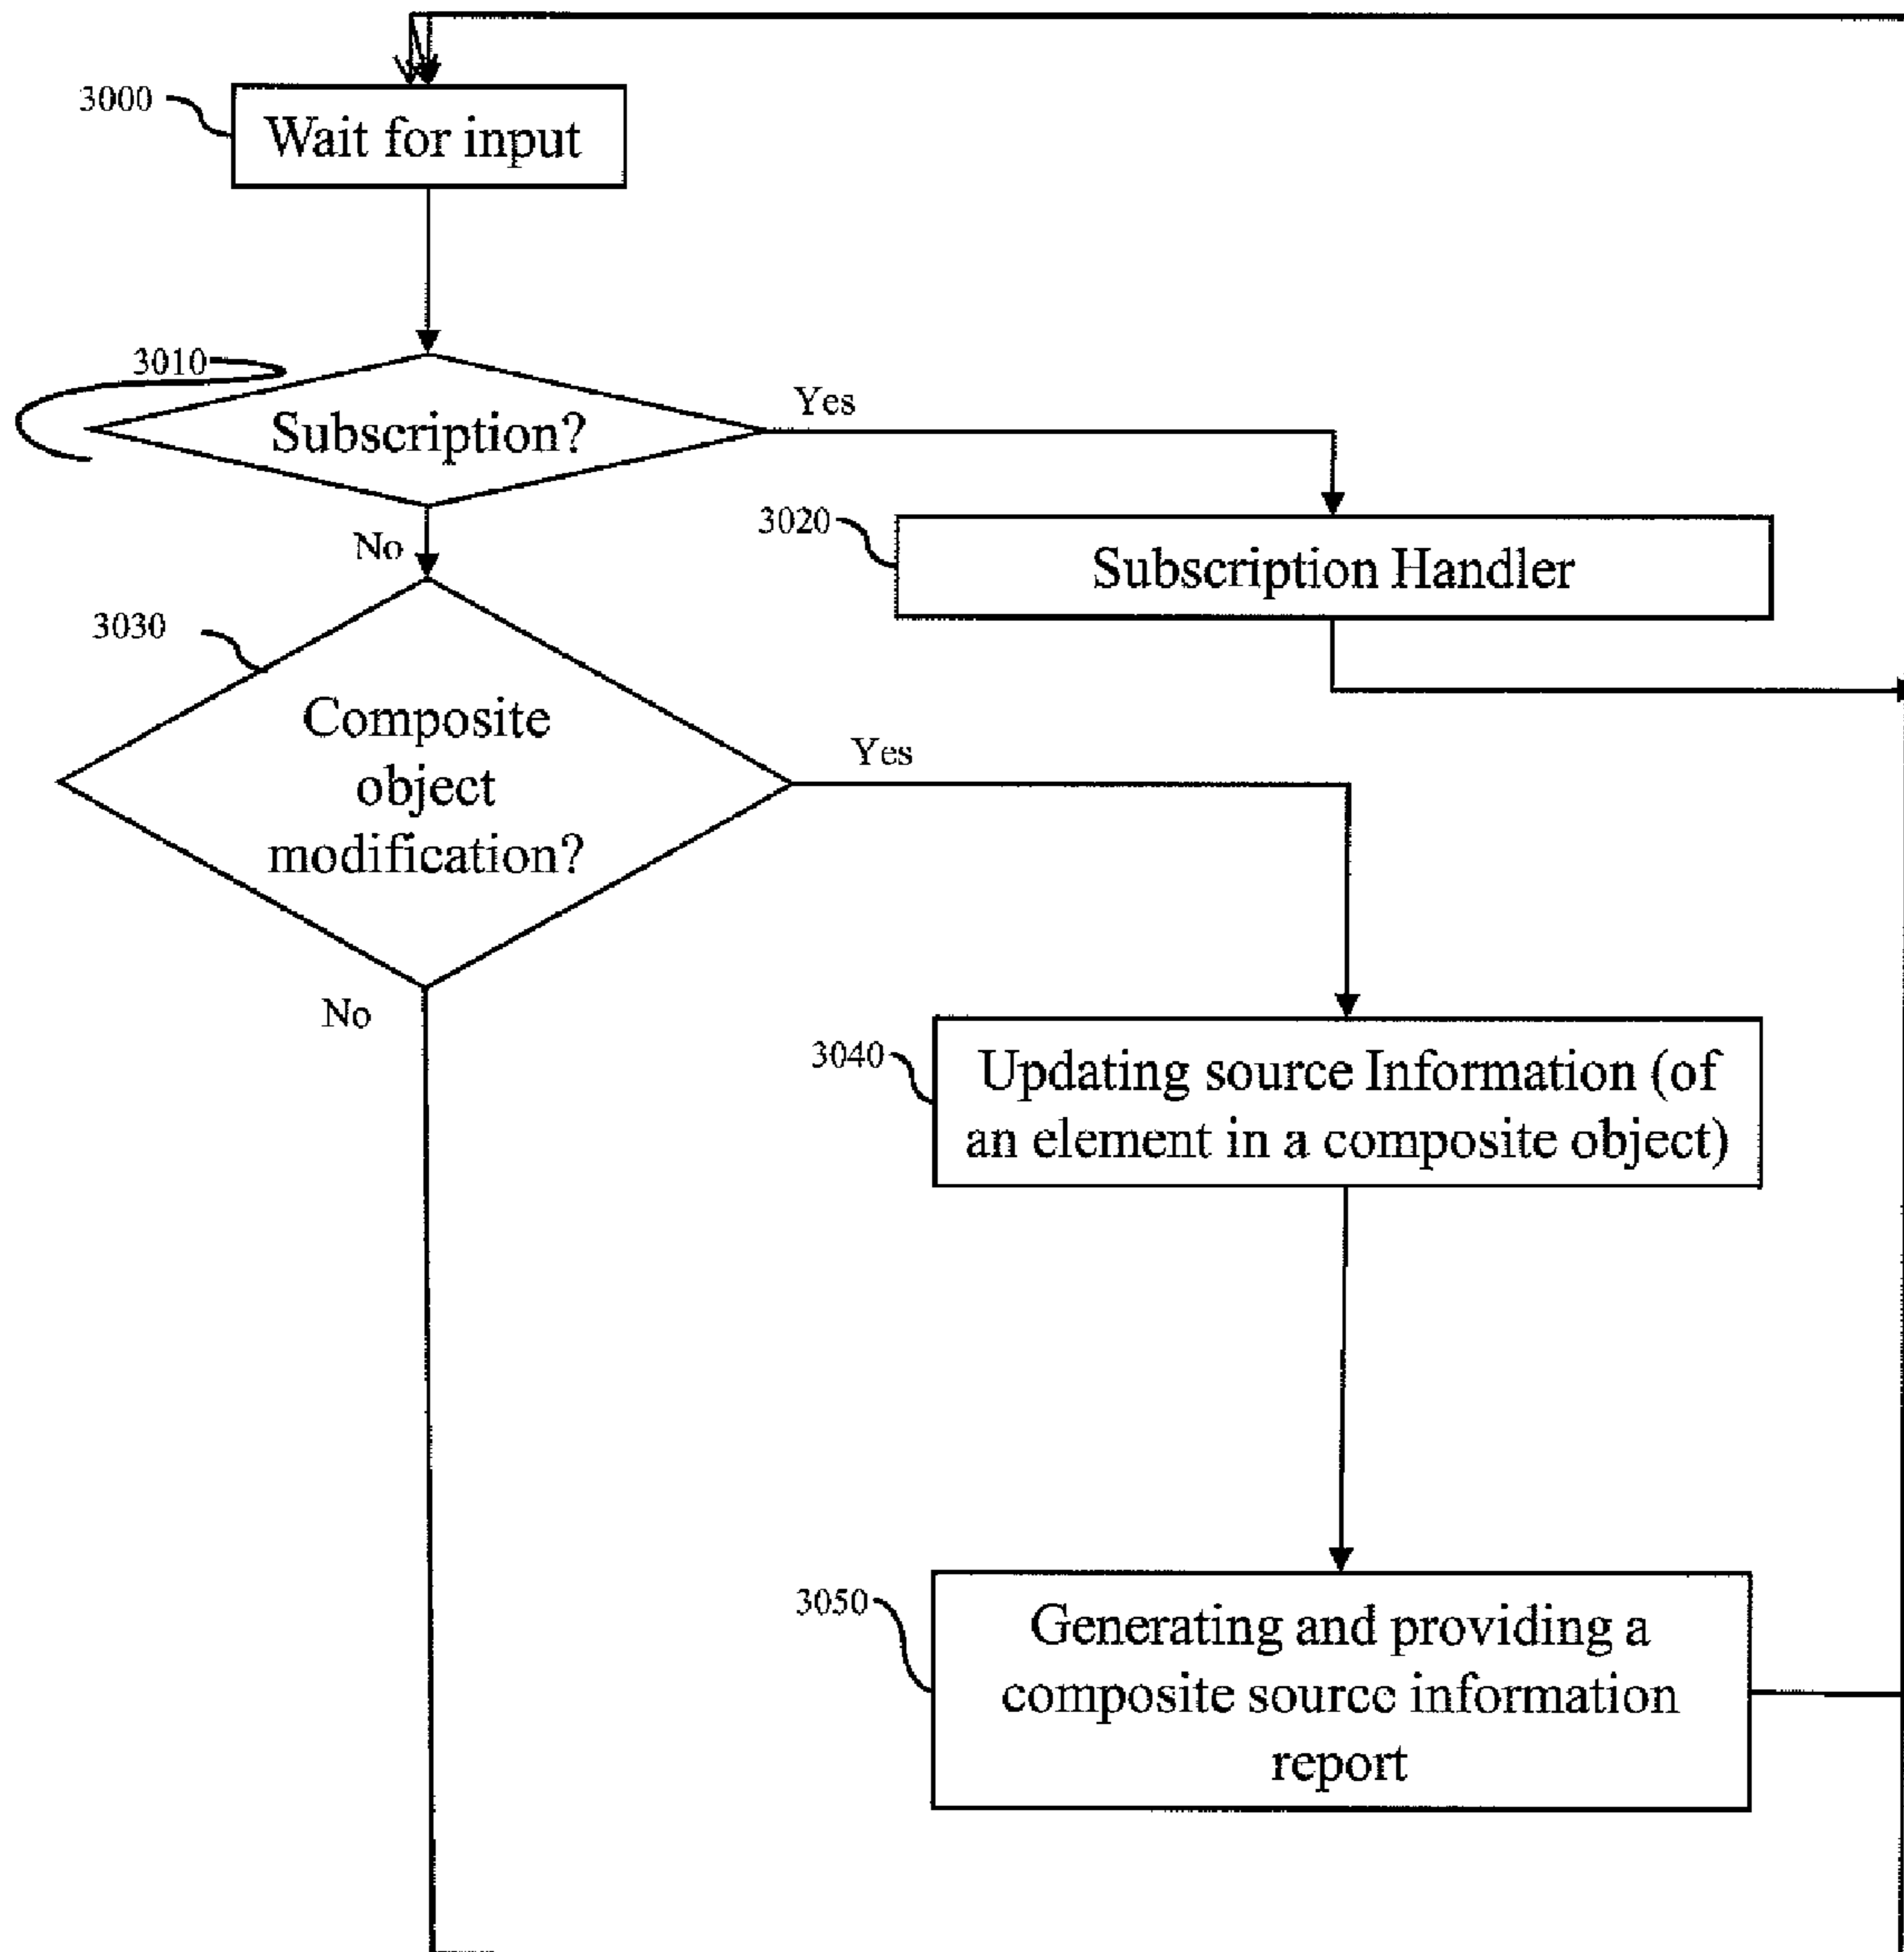 3000
Wait for input
3010
Subscription?
Yes
No
3020
Subscription Handler
3030
Composite
object
modification?
Yes
No
3040
Updating source Information (of
an element in a composite object)
3050
Generating and providing a
composite source information
report